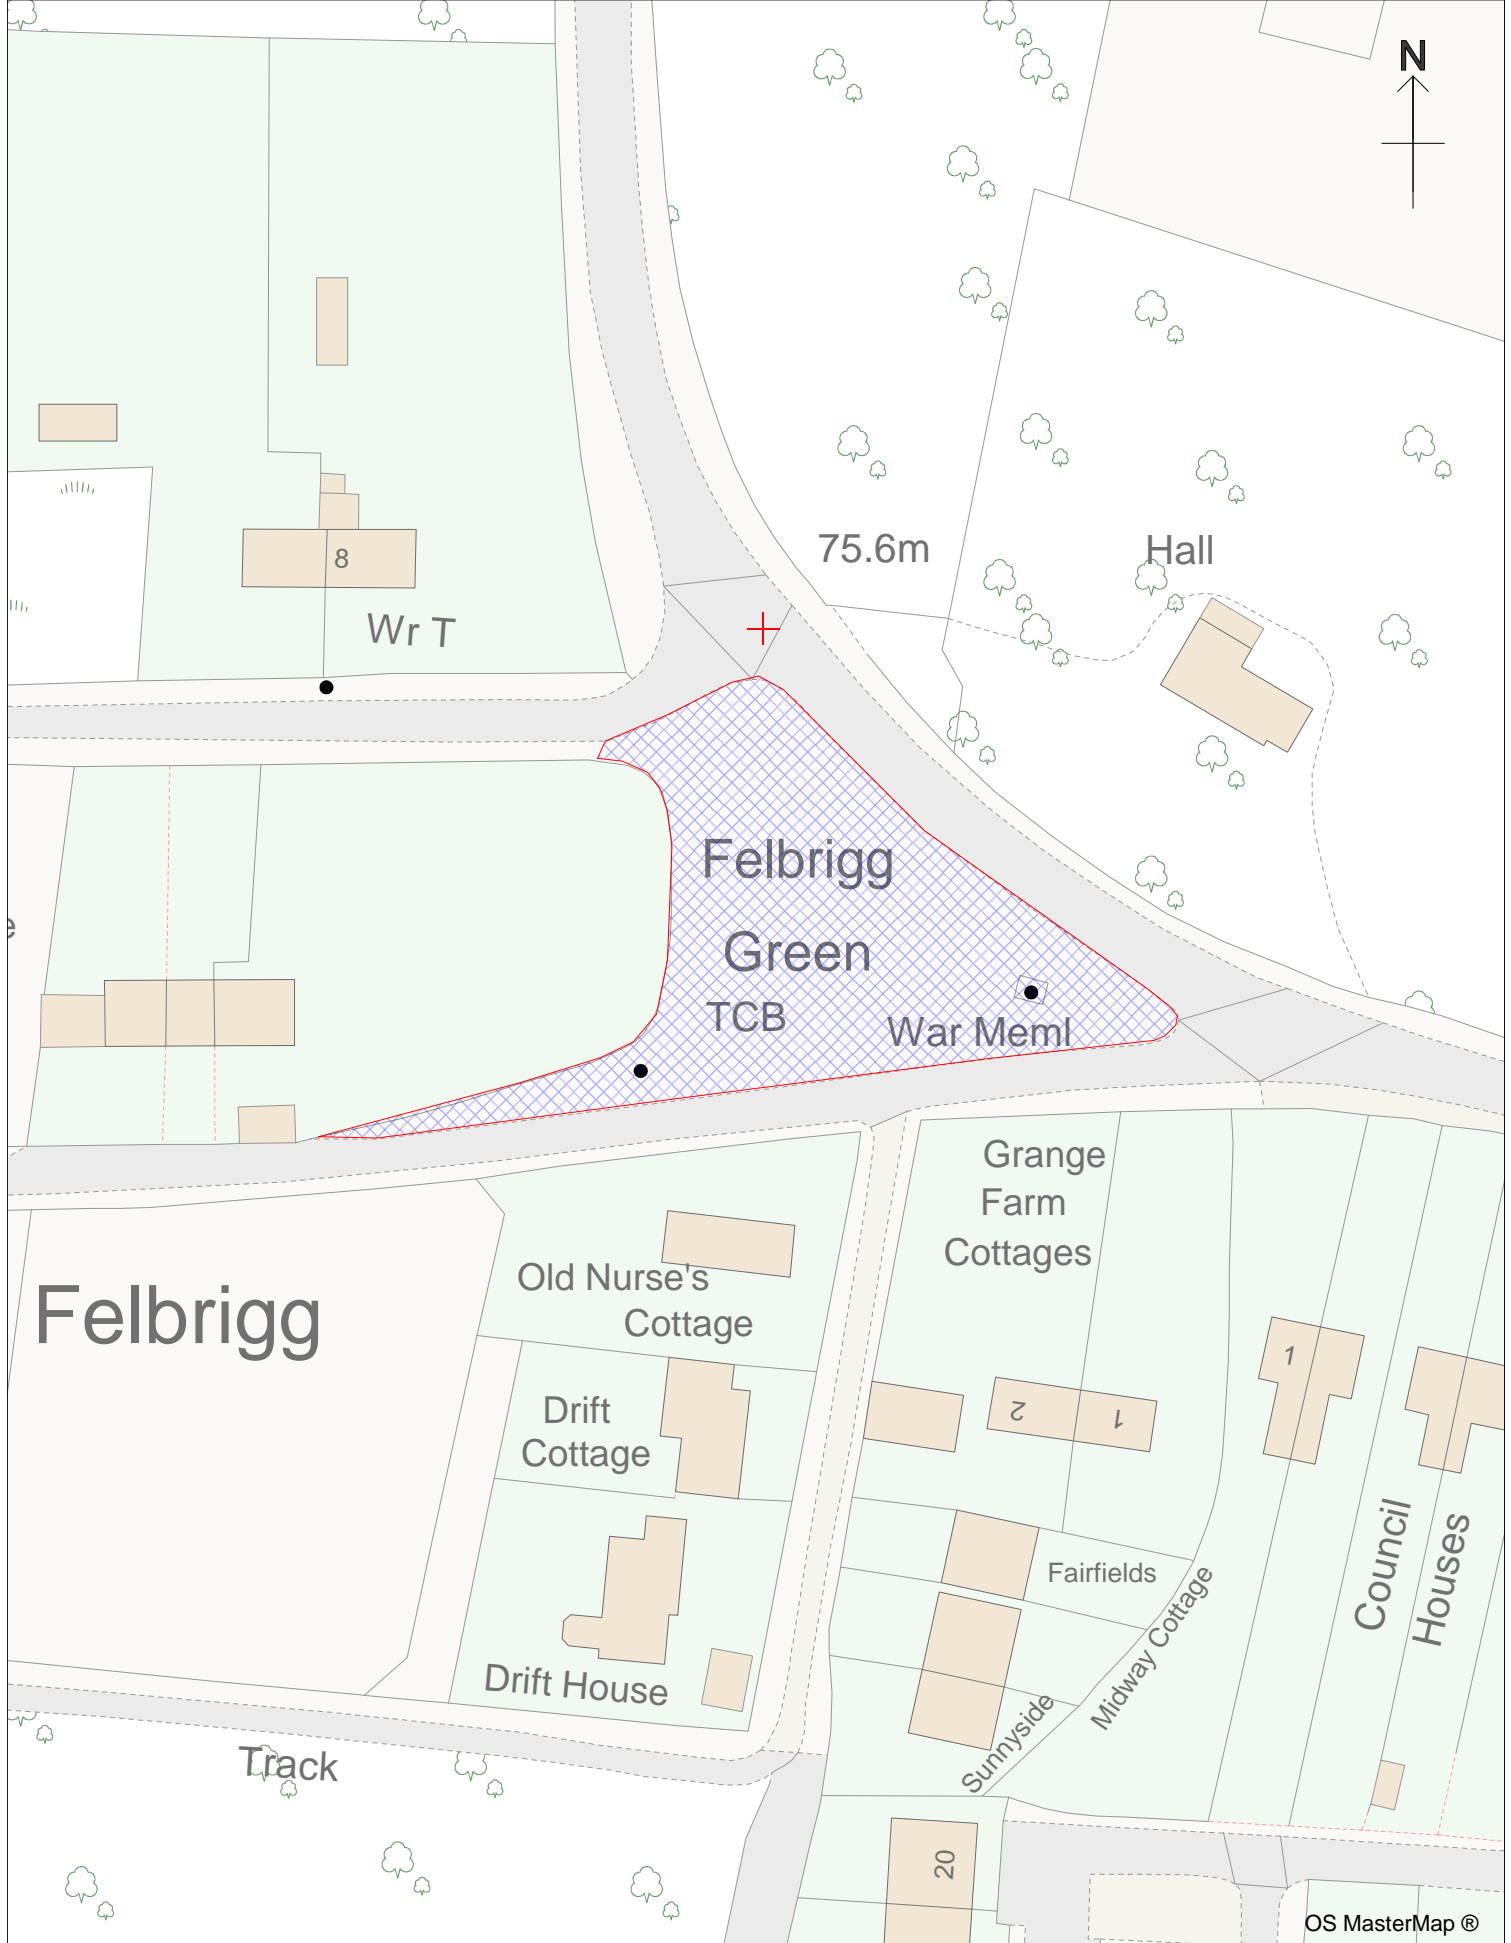 N
75.6m
Hall
8
Wr T
Felbrigg
Green
TCB
War Meml
Grange
Farm
Cottages
Old Nurse's
Cottage
Felbrigg
1
Drift
Cottage
2
1
Council
Houses
Fairfields
Midway Cottage
Drift House
Sunnyside
Track
20
OS MasterMap ®